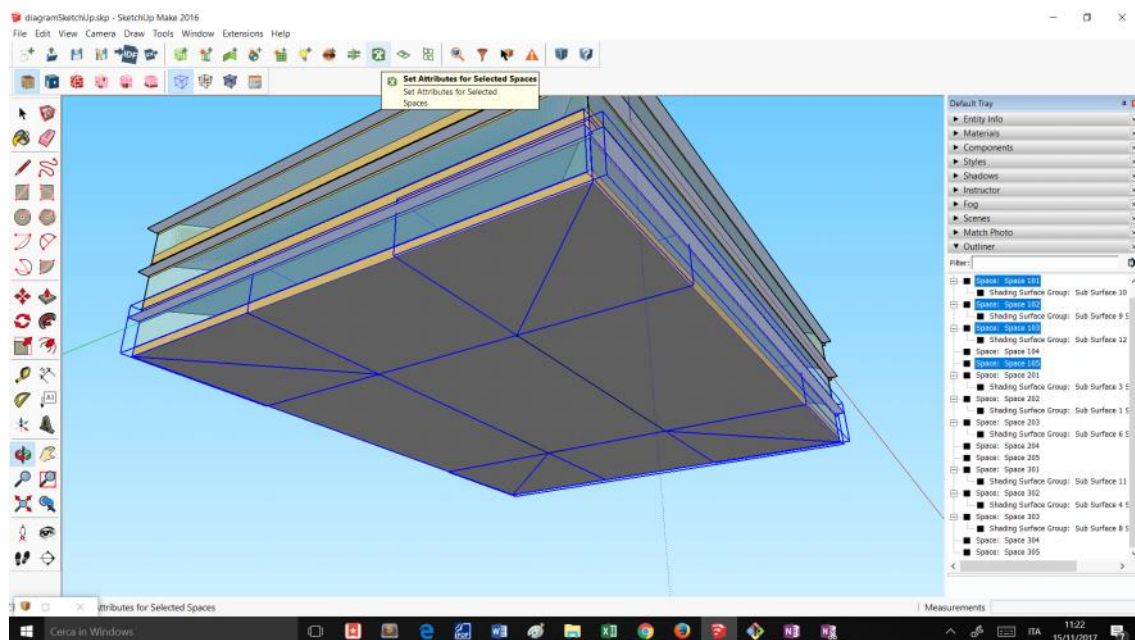 diagramSketchUp.skp - SketchUp Make 2016
File Edit View Camera Draw Tools Window Extensions Help
Set Attributes for Selected Spaces
Set Attributes for Selected
Spaces
Default Tray
Entity Info
Materials
Components
Styles
Shadows
Instructor
Fog
Scenes
Match Photo
Outliner
Filter:
Space: Space 101
Shading Surface Group: Sub Surface 10
Space: Space 102
Shading Surface Group: Sub Surface 9 S
Space: Space 103
Shading Surface Group: Sub Surface 12
Space: Space 104
Space: Space 105
Space: Space 201
Shading Surface Group: Sub Surface 3 S
Space: Space 202
Shading Surface Group: Sub Surface 1 S
Space: Space 203
Shading Surface Group: Sub Surface 6 S
Space: Space 204
Space: Space 205
Space: Space 301
Shading Surface Group: Sub Surface 11
Space: Space 302
Shading Surface Group: Sub Surface 4 S
Space: Space 303
Shading Surface Group: Sub Surface 8 S
Space: Space 304
Space: Space 305
Attributes for Selected Spaces
Measurements
Cerca in Windows
ITA
11:22
15/11/2017